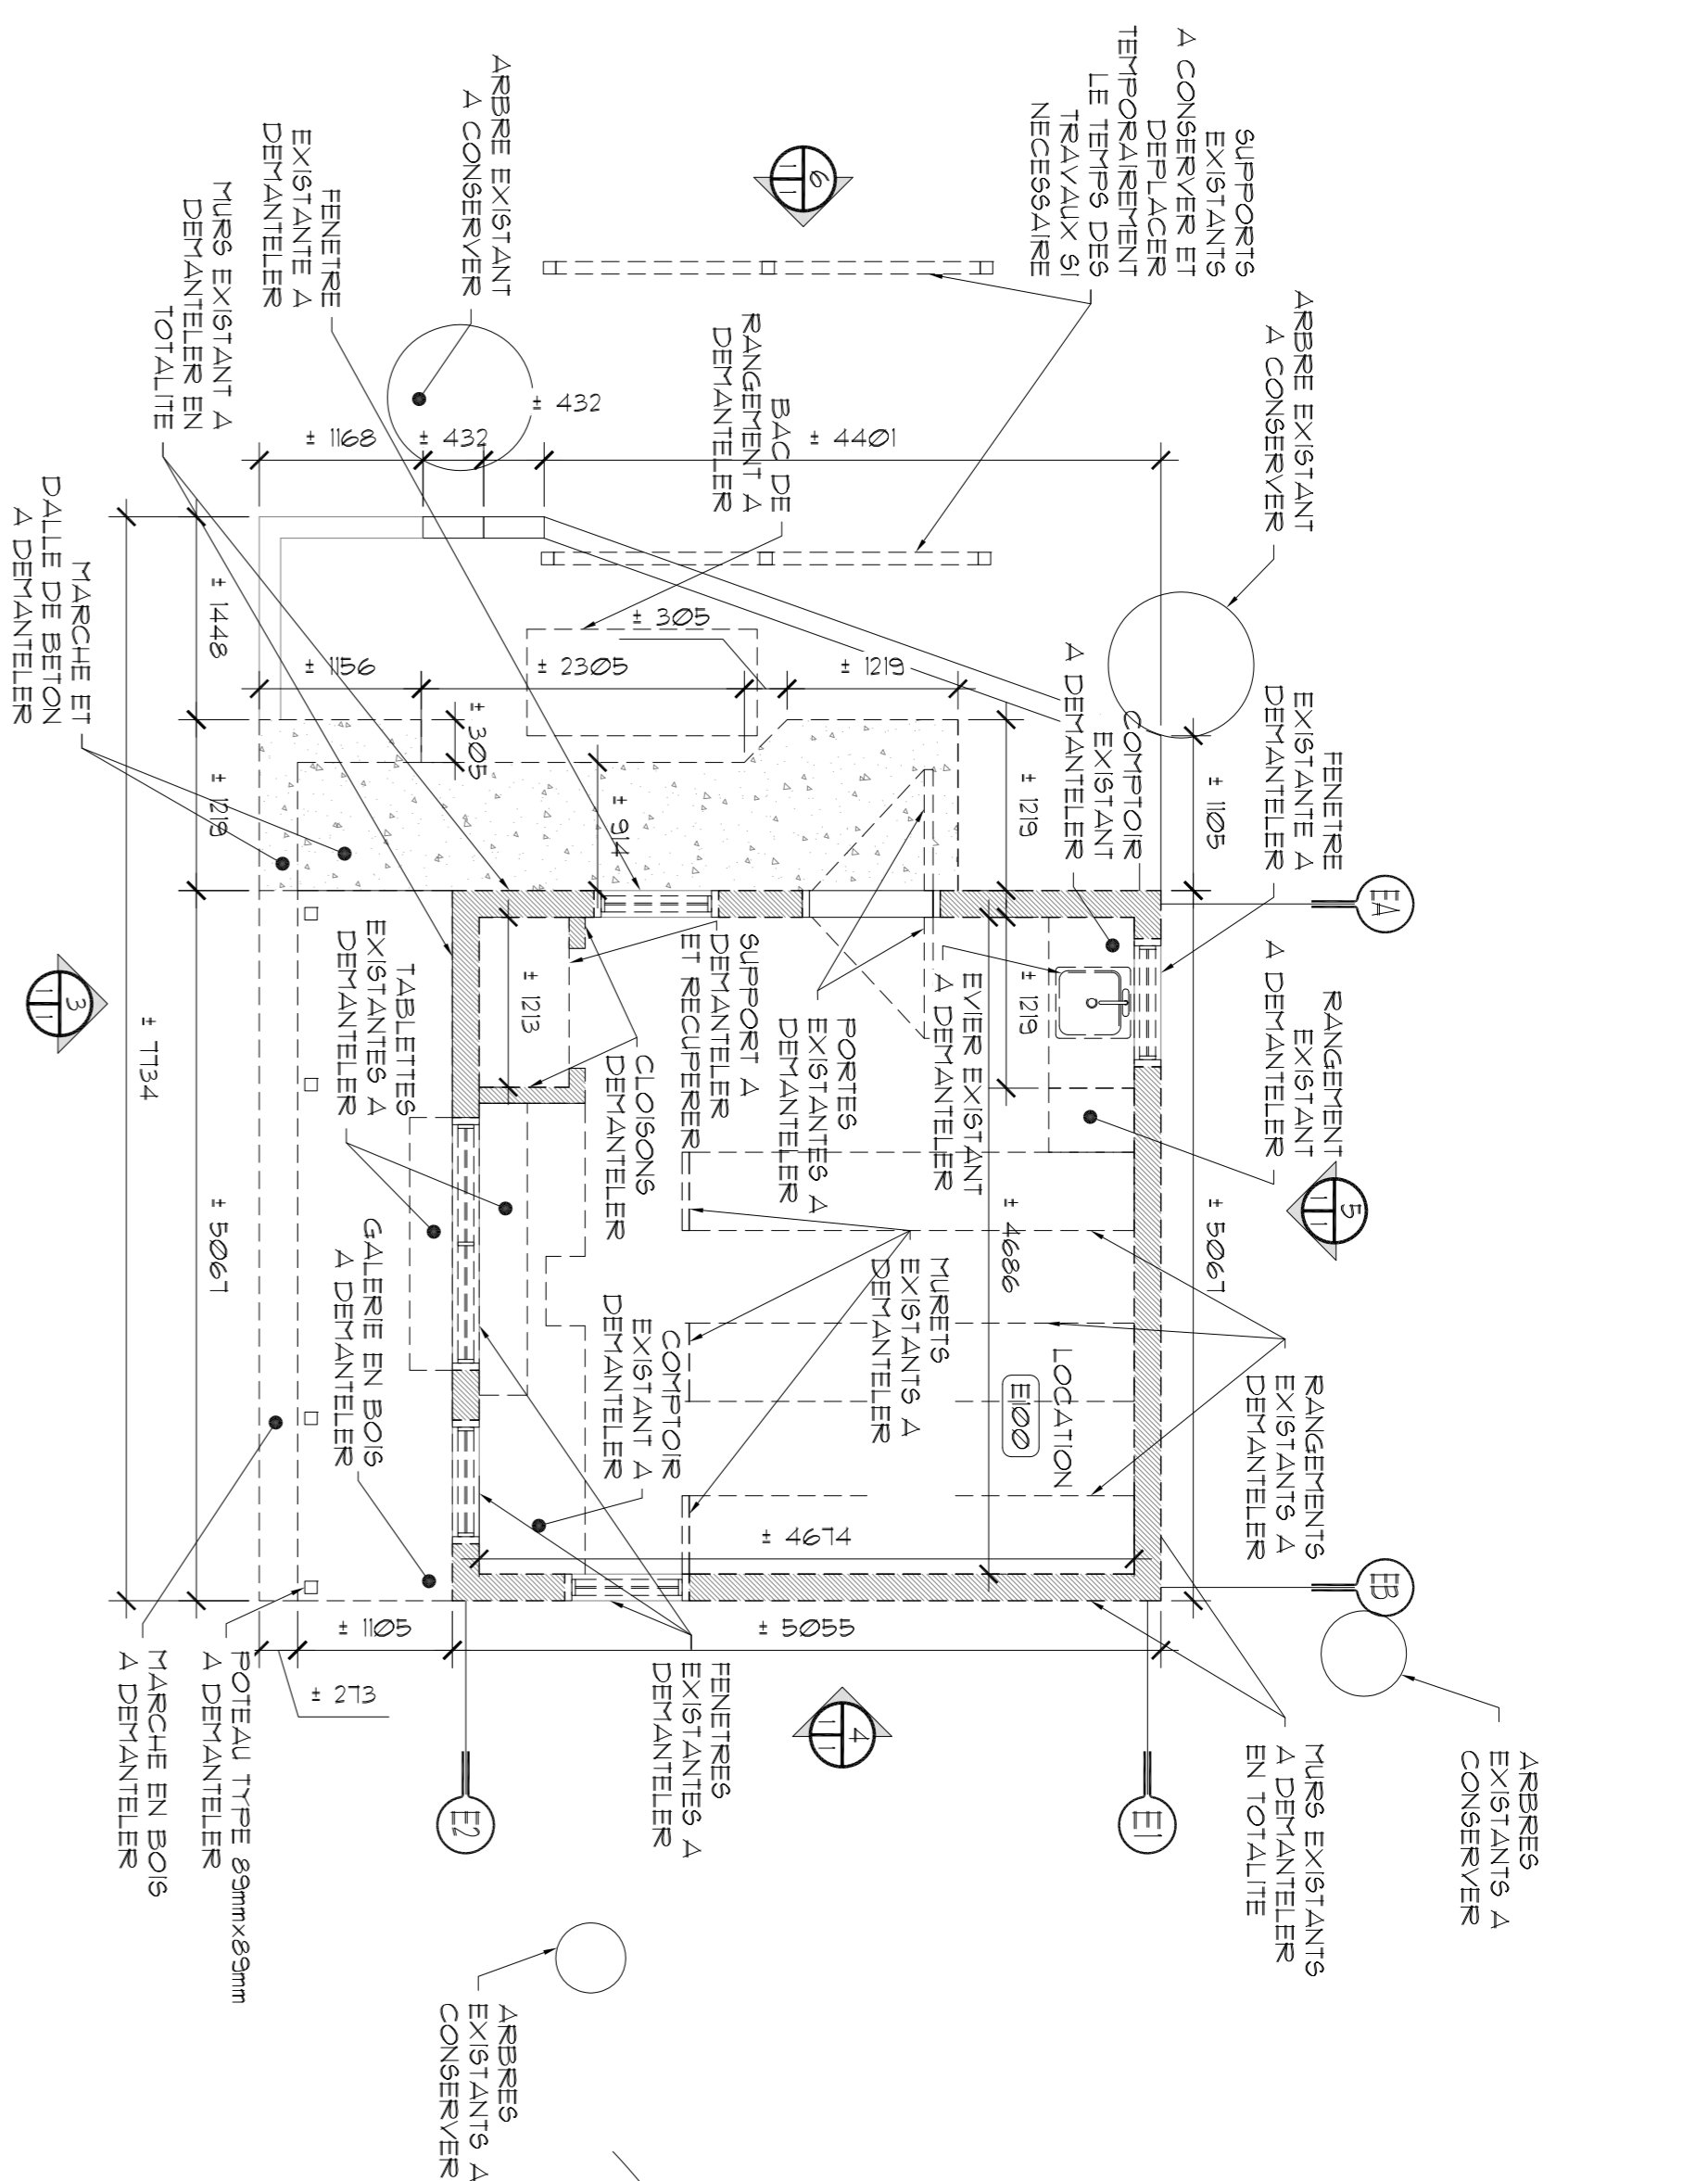 SUPPORTS
EXISTANTS
A CONSERVER ET
DEPLACER
TEMPORAIREMENT
LE TEMPS DES
TRAVAUX SI
NECESSAIRE
ARBRE EXISTANT
A CONSERVER
FENETRE
EXISTANTE A
DEMANTELER
RANGEMENT
EXISTANT
A DEMANTELER
RANGEMENTS
EXISTANTS A
DEMANTELER
MURS EXISTANTS
A DEMANTELER
EN TOTALITE
ARBRES
EXISTANTS A
CONSERVER
EA
EB
5
11
± 1105
± 5067
COMPTOIR
EXISTANT
A DEMANTELER
± 1219
± 1219
± 4686
EVIER EXISTANT
A DEMANTELER
PORTES
EXISTANTES A
DEMANTELER
SUPPORT A
DEMANTELER
ET RECUPERER
CLOISONS
DEMANTELER
MURETS
EXISTANTS A
DEMANTELER
LOCATION
E100
COMPTOIR
EXISTANT A
DEMANTELER
± 4674
6
11
BAC DE
RANGEMENT A
DEMANTELER
± 4401
± 432
± 432
± 1168
± 305
± 1219
± 2305
± 1156
± 305
± 914
± 1213
ARBRE EXISTANT
A CONSERVER
FENETRE
EXISTANTE A
DEMANTELER
MURS EXISTANT A
DEMANTELER EN
TOTALITE
MARCHE ET
DALLE DE BETON
A DEMANTELER
TABLETTES
EXISTANTES A
DEMANTELER
GALERIE EN BOIS
A DEMANTELER
± 1448
± 1219
± 5067
± 7734
3
11
± 5055
± 1105
± 273
4
11
E1
E2
FENETRES
EXISTANTES A
DEMANTELER
POTEAU TYPE 89mmx89mm
A DEMANTELER
MARCHE EN BOIS
A DEMANTELER
ARBRES
EXISTANTS A
CONSERVER